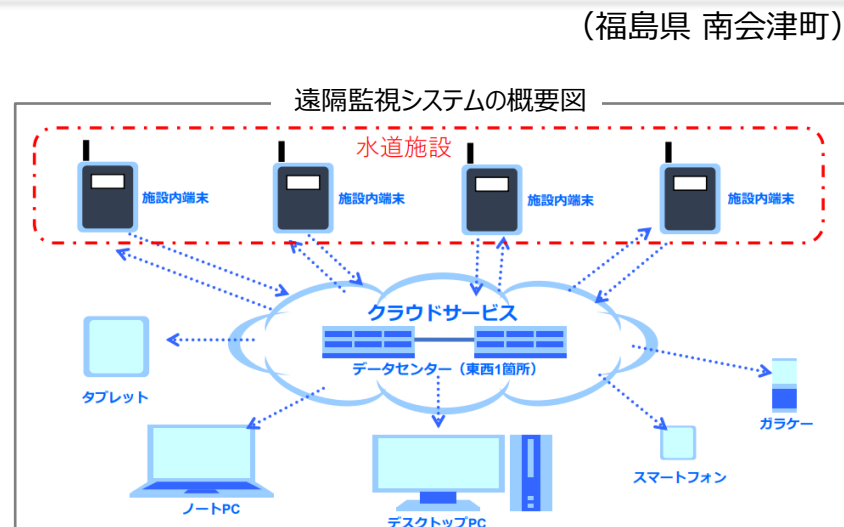 (福島県 南会津町)
遠隔監視システムの概要図
水道施設
施設内端末
施設内端末
施設内端末
施設内端末
クラウドサービス
データセンター(東西1箇所)
タブレット
ガラケー
スマートフォン
ノートPC
デスクトップPC